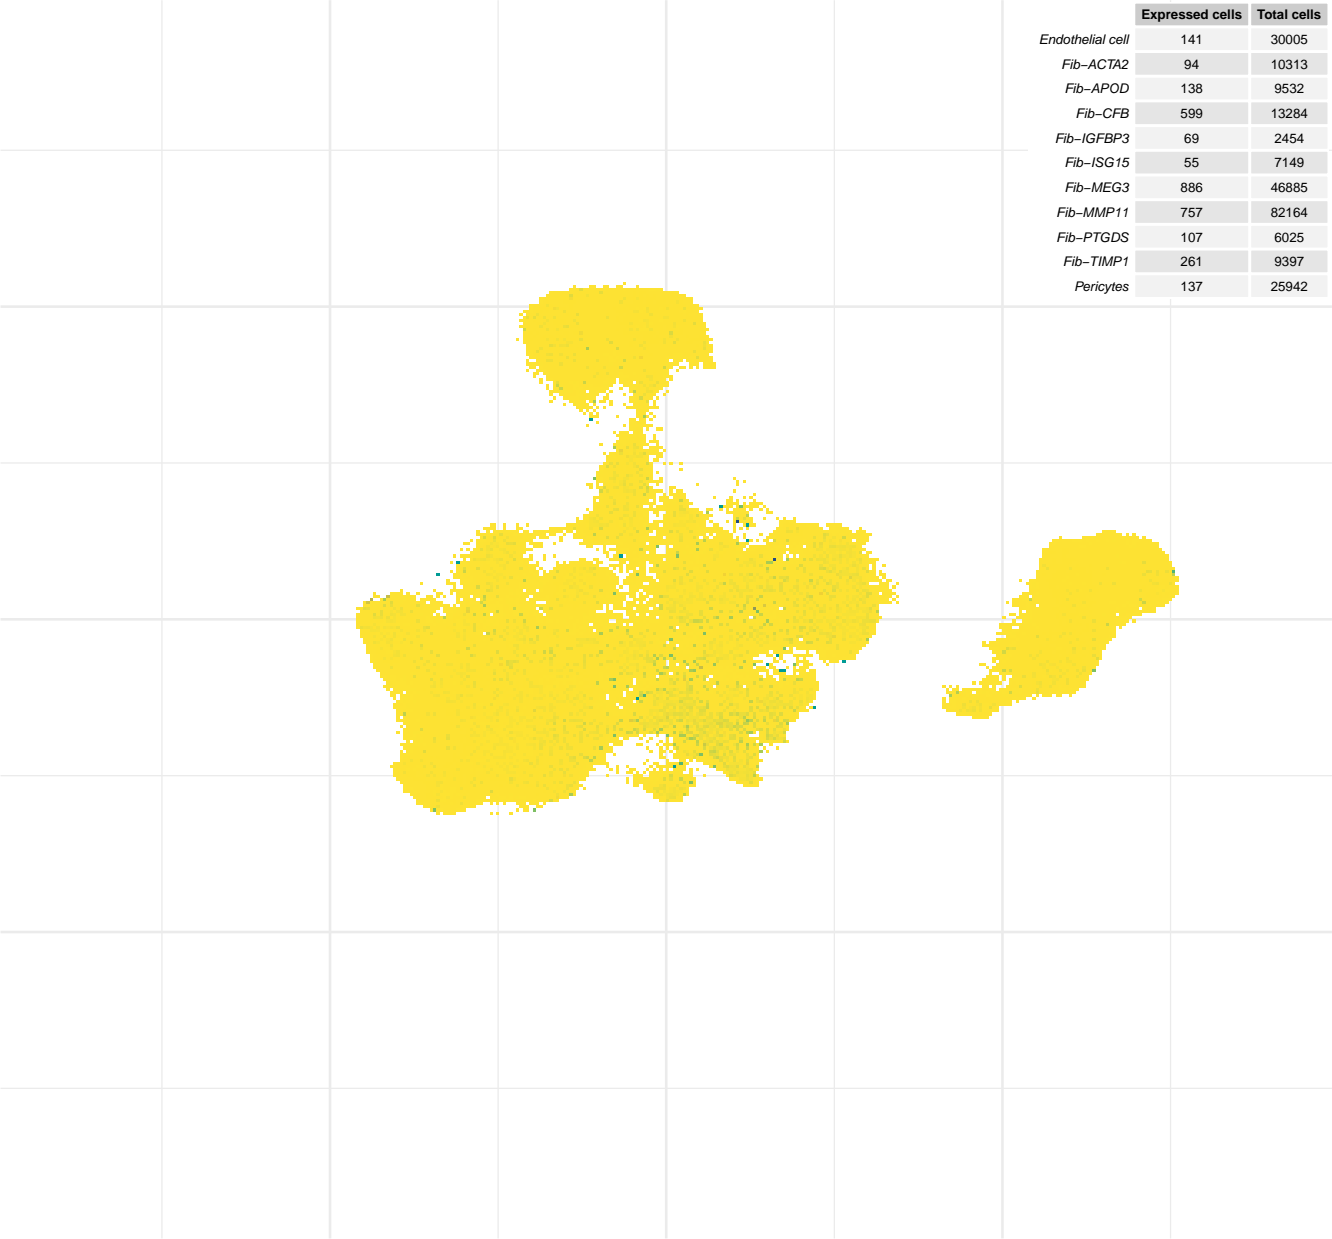 Expressed cells Total cells
Endothelial cell 141 30005
Fib−ACTA2 94 10313
Fib−APOD 138 9532
Fib−CFB 599 13284
Fib−IGFBP3 69 2454
Fib−ISG15 55 7149
Fib−MEG3 886 46885
Fib−MMP11 757 82164
Fib−PTGDS 107 6025
Fib−TIMP1 261 9397
Pericytes 137 25942